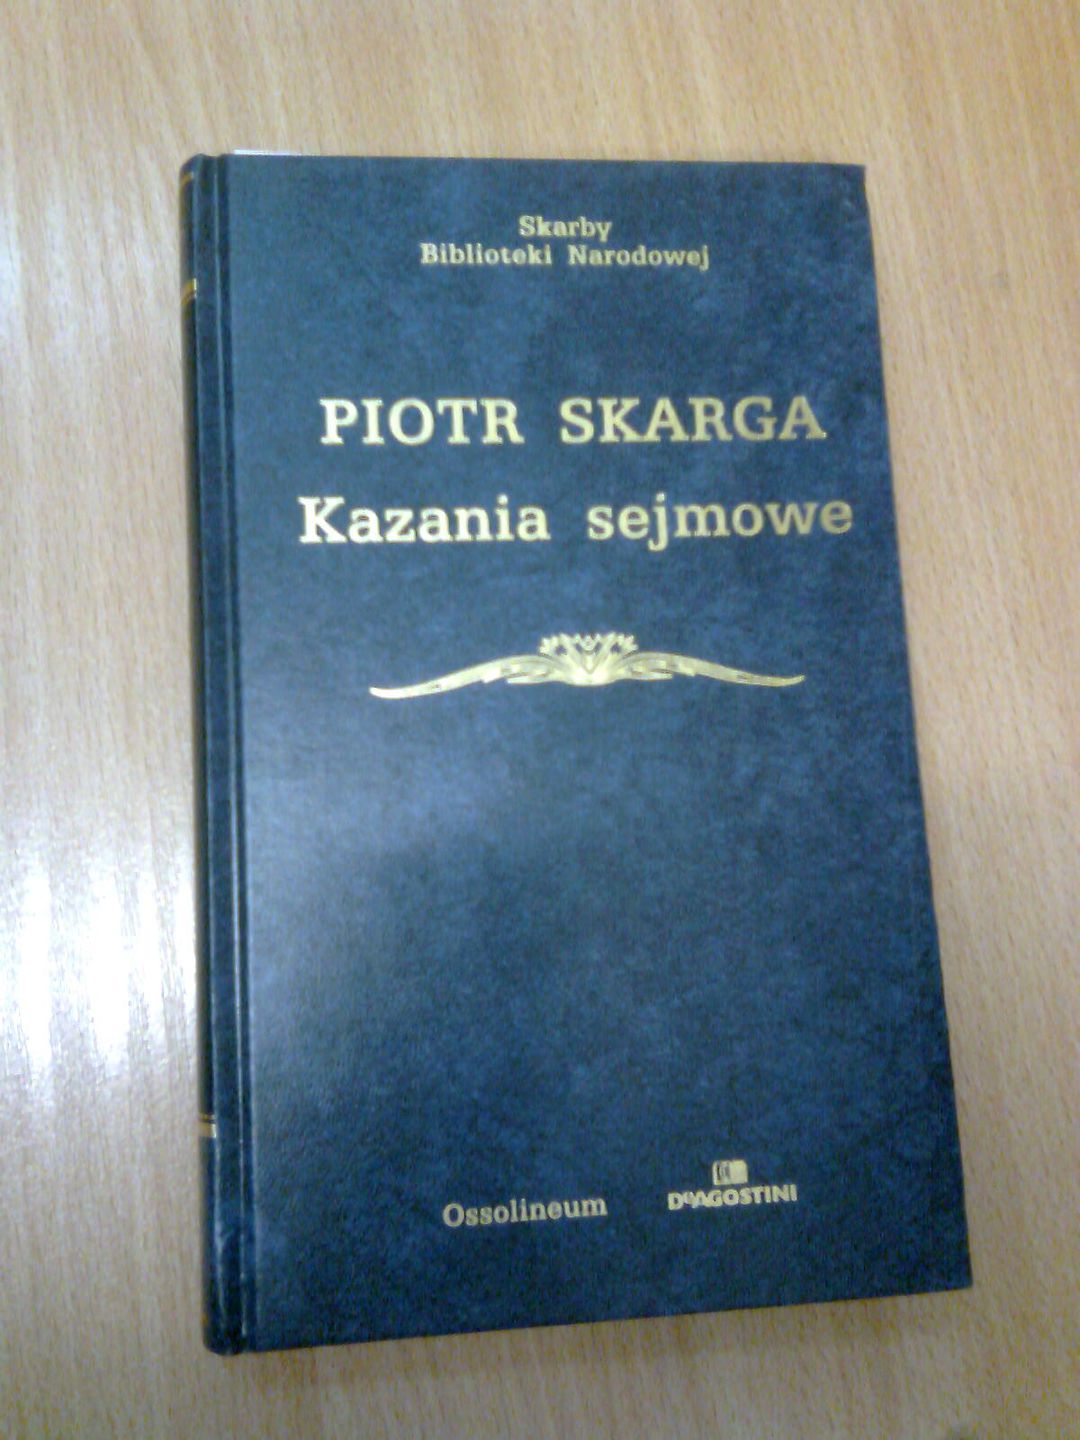 Skarby
Biblioteki Narodowej
PIOTR SKARGA
Kazania sejmowe
Ossolineum
DeAGOSTINI